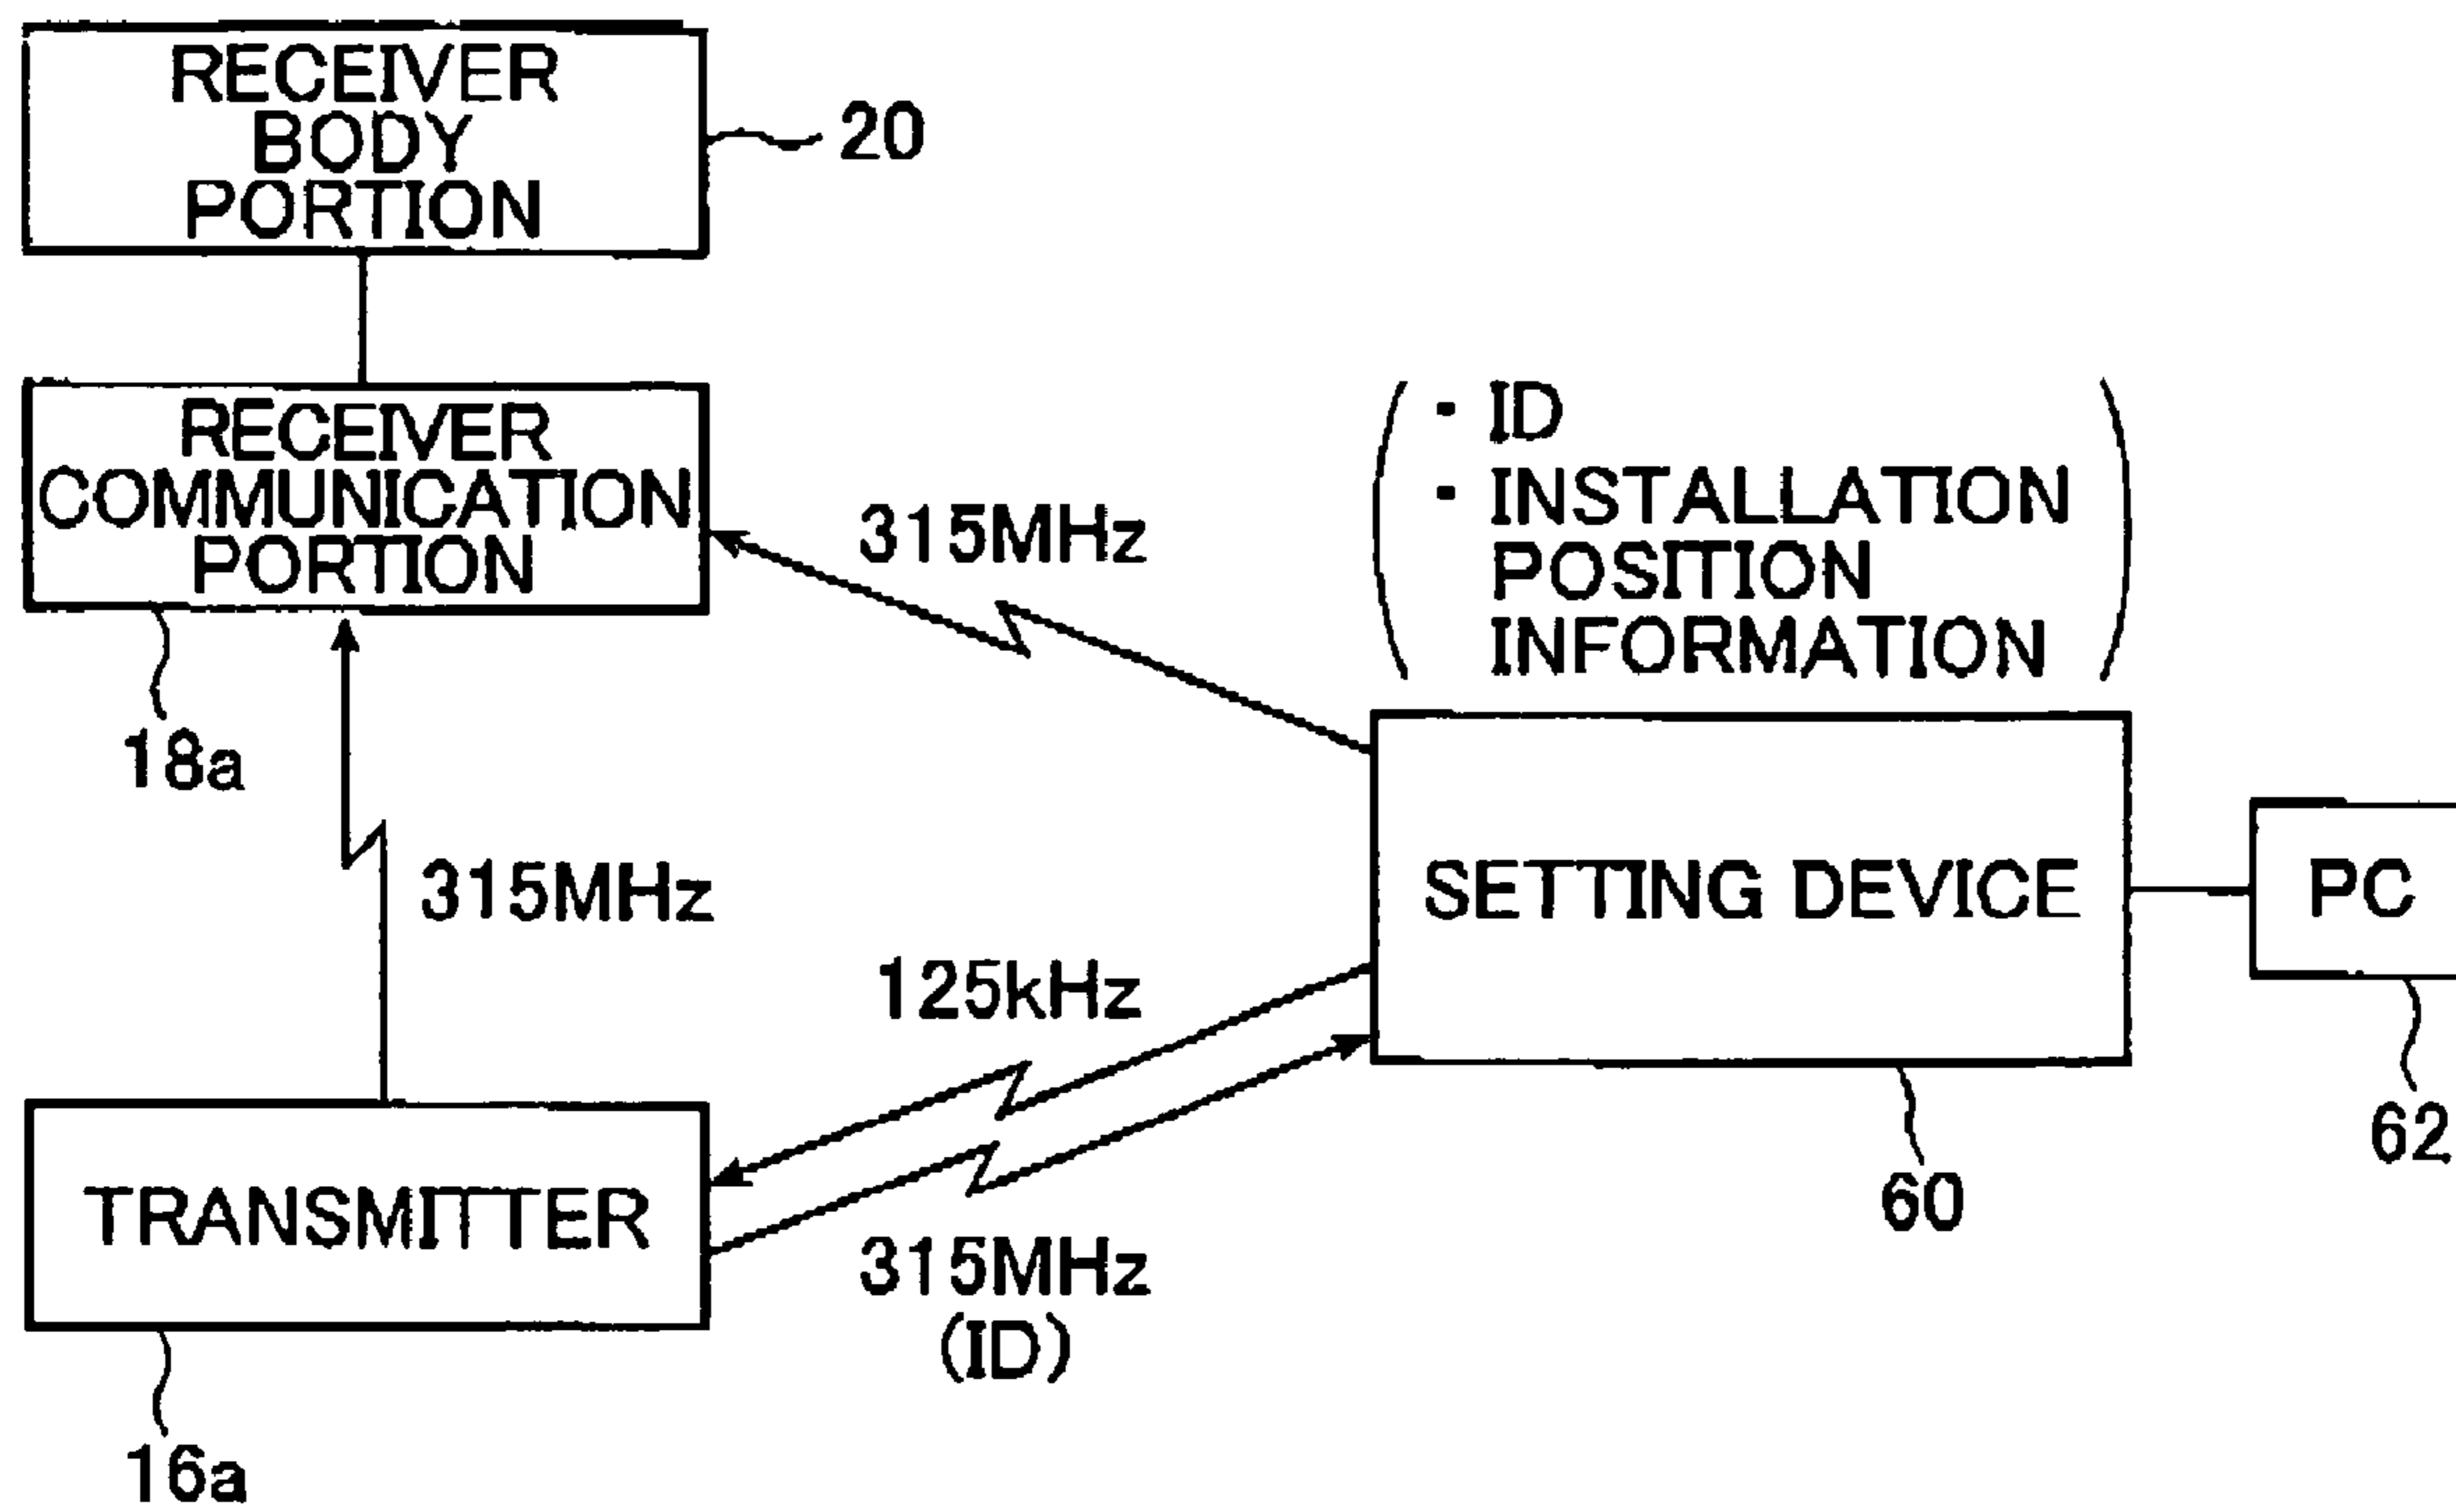 RECEIVER
BODY
PORTION
20
RECEIVER
COMMUNICATION
PORTION
18a
315MHz
· ID
· INSTALLATION
POSITION
INFORMATION
315MHz
SETTING DEVICE
PC
125kHz
62
60
TRANSMITTER
315MHz
(ID)
16a